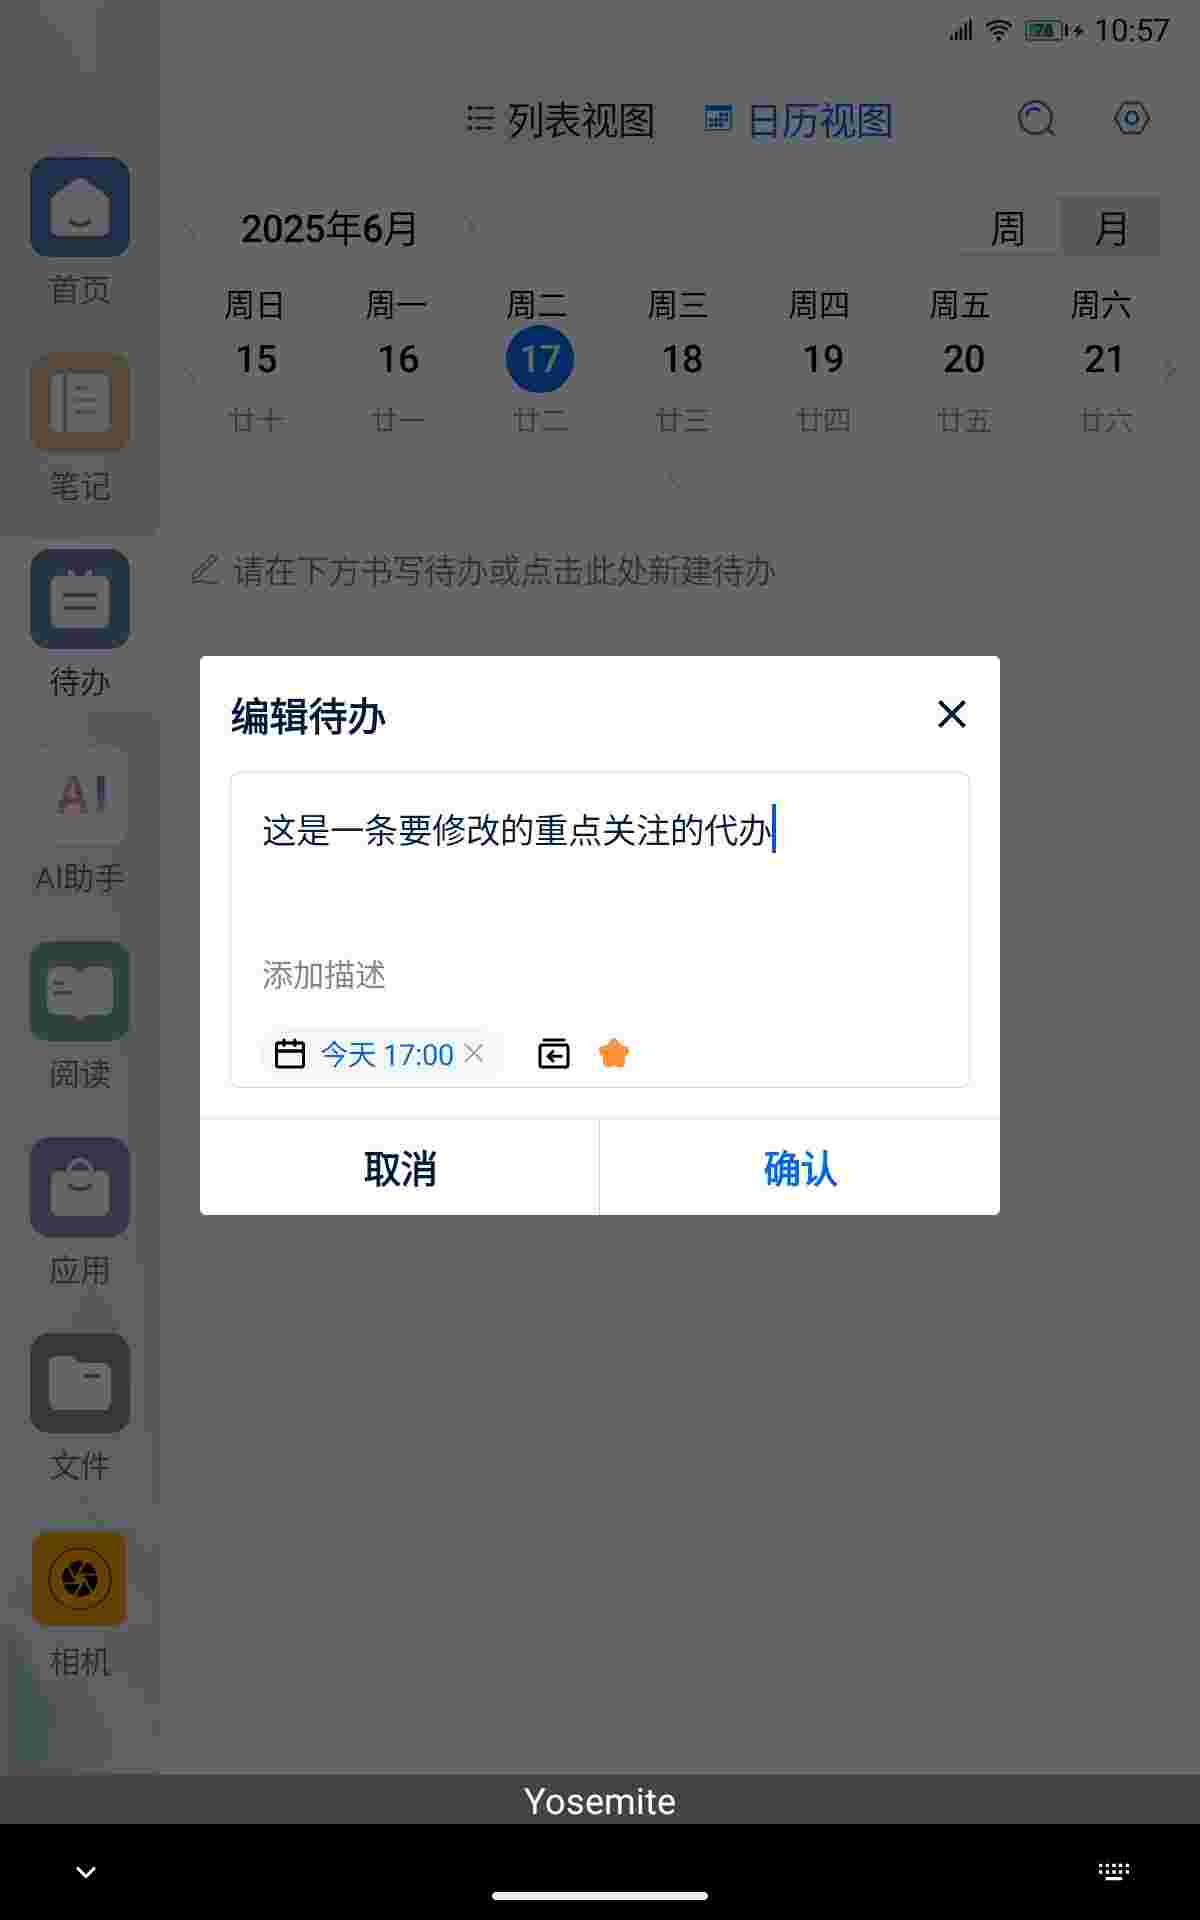 74 10:57
列表视图 日历视图
2025年6月 周 月
周日 周一 周二 周三 周四 周五 周六
15 16 17 18 19 20 21
廿十 廿一 廿二 廿三 廿四 廿五 廿六
请在下方书写待办或点击此处新建待办
首页
笔记
待办
AI
AI助手
阅读
应用
文件
相机
编辑待办
这是一条要修改的重点关注的代办
添加描述
今天 17:00
取消 确认
Yosemite